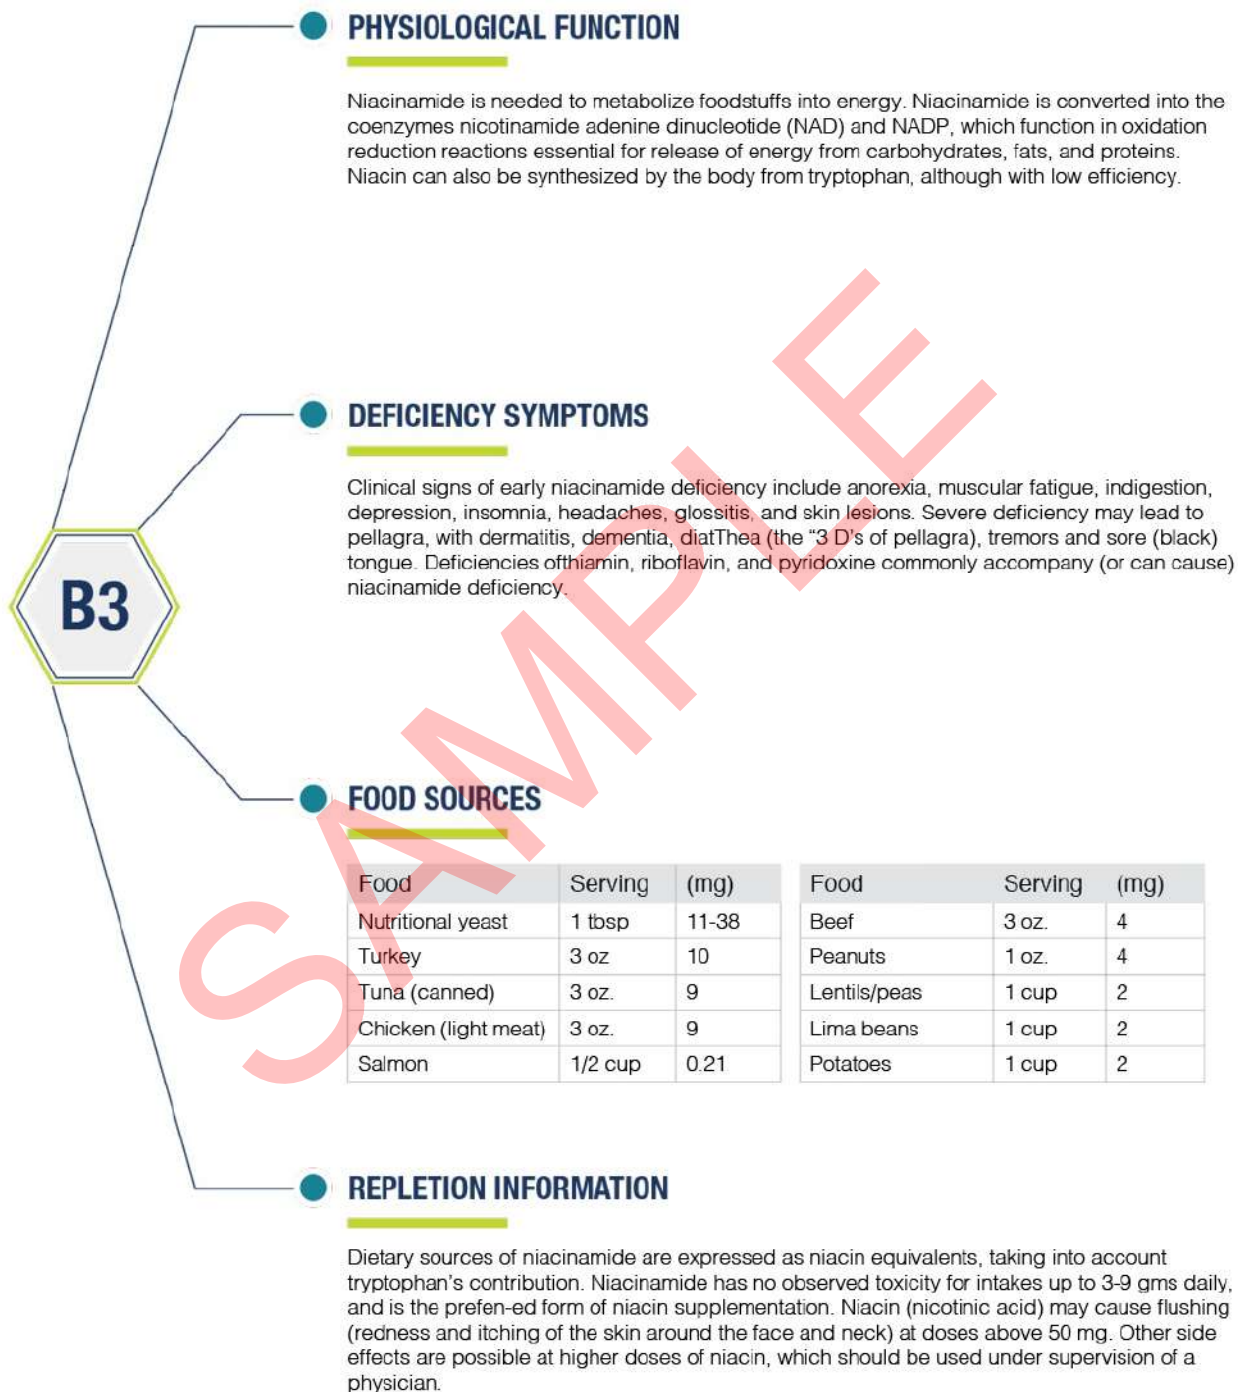 PHYSIOLOGICAL FUNCTION
Niacinamide is needed to metabolize foodstuffs into energy. Niacinamide is converted into the
coenzymes nicotinamide adenine dinucleotide (NAD) and NADP, which function in oxidation
reduction reactions essential for release of energy from carbohydrates, fats, and proteins.
Niacin can also be synthesized by the body from tryptophan, although with low efficiency.
DEFICIENCY SYMPTOMS
Clinical signs of early niacinamide deficiency include anorexia, muscular fatigue, indigestion,
depression, insomnia, headaches, glossitis, and skin lesions. Severe deficiency may lead to
pellagra, with dermatitis, dementia, diatThea (the “3 D’s of pellagra), tremors and sore (black)
tongue. Deficiencies ofthiamin, riboflavin, and pyridoxine commonly accompany (or can cause)
niacinamide deficiency.
B3
FOOD SOURCES
Food Serving (mg) Food Serving (mg)
Nutritional yeast 1 tbsp 11-38 Beef 3 oz. 4
Turkey 3 oz 10 Peanuts 1 oz. 4
Tuna (canned) 3 oz. 9 Lentils/peas 1 cup 2
Chicken (light meat) 3 oz. 9 Lima beans 1 cup 2
Salmon 1/2 cup 0.21 Potatoes 1 cup 2
REPLETION INFORMATION
Dietary sources of niacinamide are expressed as niacin equivalents, taking into account
tryptophan’s contribution. Niacinamide has no observed toxicity for intakes up to 3-9 gms daily,
and is the prefen-ed form of niacin supplementation. Niacin (nicotinic acid) may cause flushing
(redness and itching of the skin around the face and neck) at doses above 50 mg. Other side
effects are possible at higher doses of niacin, which should be used under supervision of a
physician.
SAMPLE